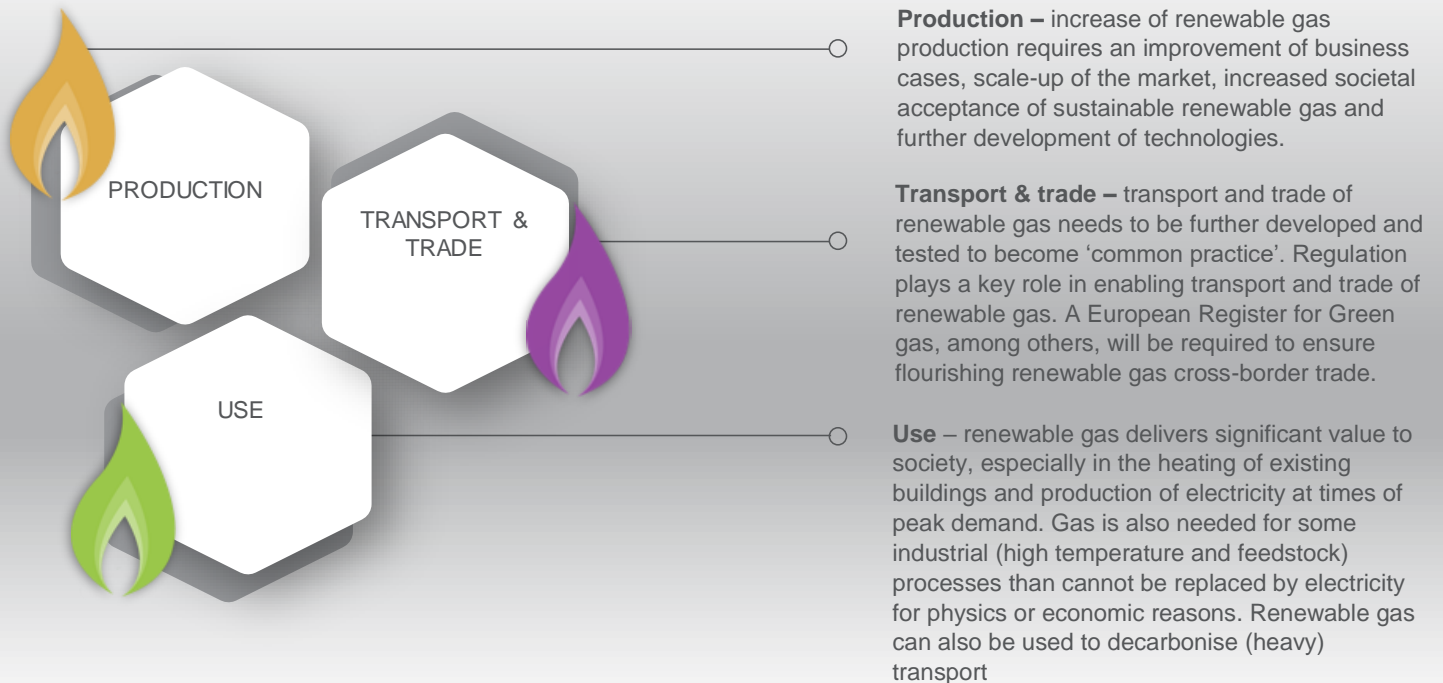 PRODUCTION
TRANSPORT &
TRADE
USE
Production – increase of renewable gas
production requires an improvement of business
cases, scale-up of the market, increased societal
acceptance of sustainable renewable gas and
further development of technologies.
Transport & trade – transport and trade of
renewable gas needs to be further developed and
tested to become ‘common practice’. Regulation
plays a key role in enabling transport and trade of
renewable gas. A European Register for Green
gas, among others, will be required to ensure
flourishing renewable gas cross-border trade.
Use – renewable gas delivers significant value to
society, especially in the heating of existing
buildings and production of electricity at times of
peak demand. Gas is also needed for some
industrial (high temperature and feedstock)
processes than cannot be replaced by electricity
for physics or economic reasons. Renewable gas
can also be used to decarbonise (heavy)
transport